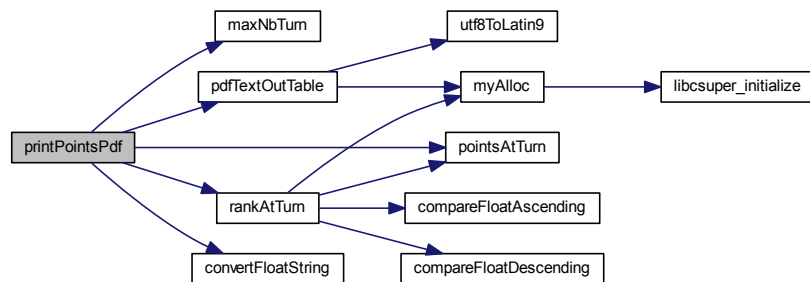 maxNbTurn
utf8ToLatin9
pdfTextOutTable
myAlloc
libcsuper_initialize
printPointsPdf
pointsAtTurn
rankAtTurn
compareFloatAscending
convertFloatString
compareFloatDescending